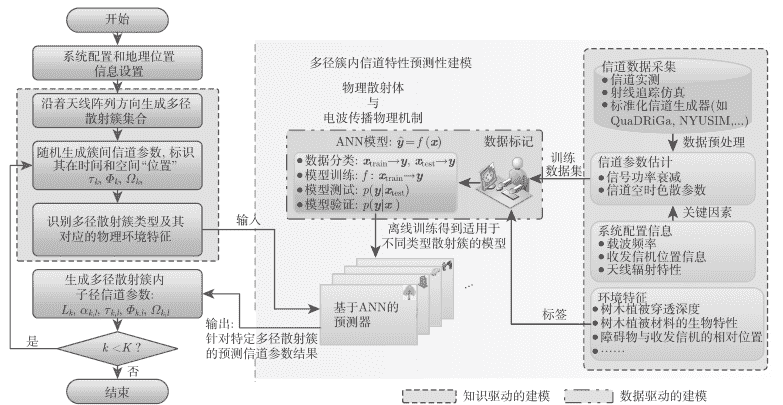 开始
系统配置和地理位置
信息设置
沿着天线阵列方向生成多径
散射簇集合
随机生成簇间信道参数, 标识
其在时间和空间“位置”
τk, Φk, Ωk,
识别多径散射簇类型及其
对应的物理环境特征
生成多径散射簇内
子径信道参数:
Lk, αk,l, τk,l, Φk,l, Ωk,l
k<K ?
是
否
结束
输入
输出:
针对特定多径散射簇
的预测信道参数结果
多径簇内信道特性预测性建模
物理散射体
与
电波传播物理机制
ANN模型: ŷ=f(x)
数据标记
• 数据分类: xtrain→y, xtest→y
• 模型训练: f: xtrain→y
• 模型测试: p(y|xtest)
• 模型验证: p(y|x)
离线训练得到适用于
不同类型散射簇的模型
基于ANN的
预测器
...
训练
数据集
标签
信道数据采集
• 信道实测
• 射线追踪仿真
• 标准化信道生成器(如
QuaDRiGa, NYUSIM,...)
数据预处理
信道参数估计
• 信号功率衰减
• 信道空时色散参数
关键因素
系统配置信息
• 载波频率
• 收发信机位置信息
• 天线辐射特性
环境特征
• 树木植被穿透深度
• 树木植被材料的生物特性
• 障碍物与收发信机的相对位置
• ……
知识驱动的建模
数据驱动的建模